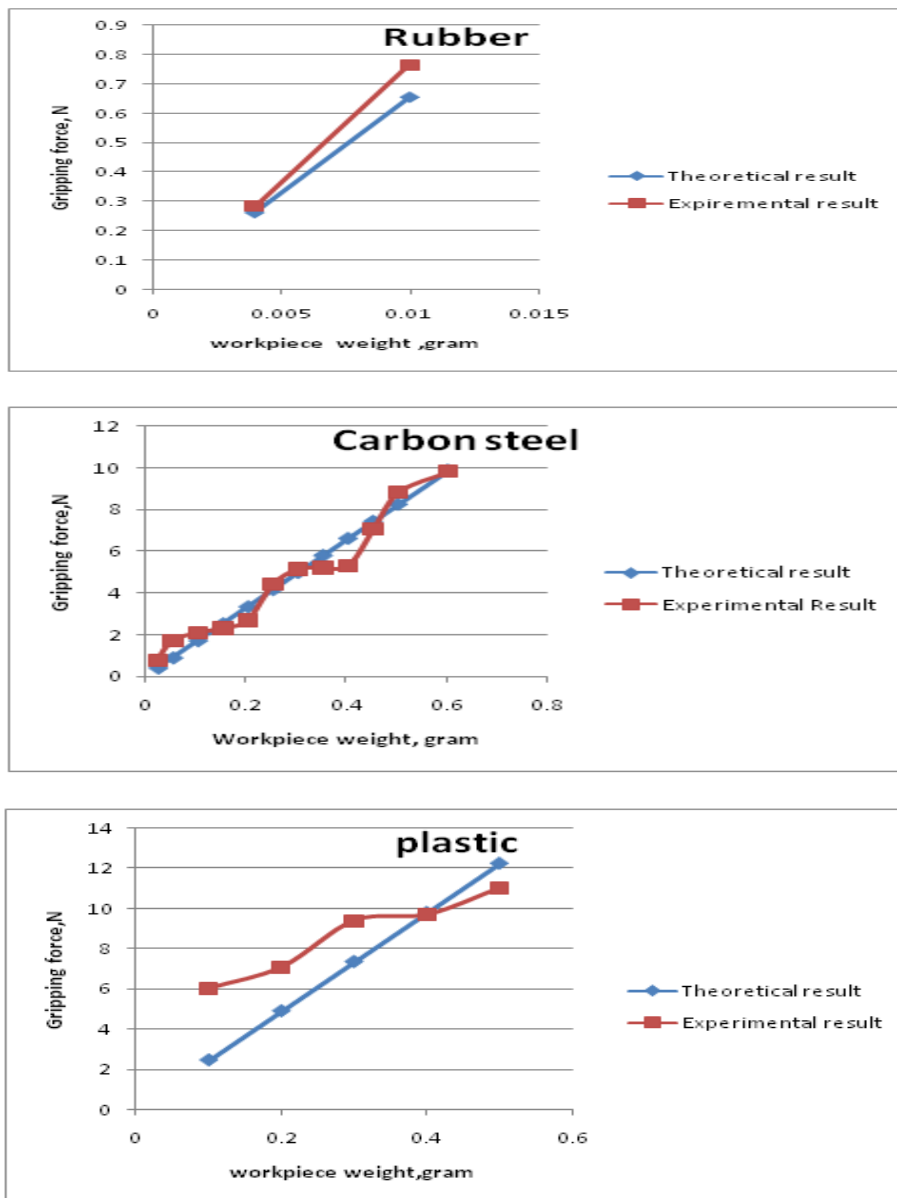 Rubber
0.9
0.8
0.7
0.6
0.5
0.4
0.3
0.2
0.1
0
Gripping force, N
0 0.005 0.01 0.015
workpiece weight ,gram
Theoretical result
Expiremental result
Carbon steel
12
10
8
6
4
2
0
Gripping force,N
0 0.2 0.4 0.6 0.8
Workpiece weight, gram
Theoretical result
Experimental Result
plastic
14
12
10
8
6
4
2
0
Gripping force,N
0 0.2 0.4 0.6
workpiece weight,gram
Theoretical result
Experimental result